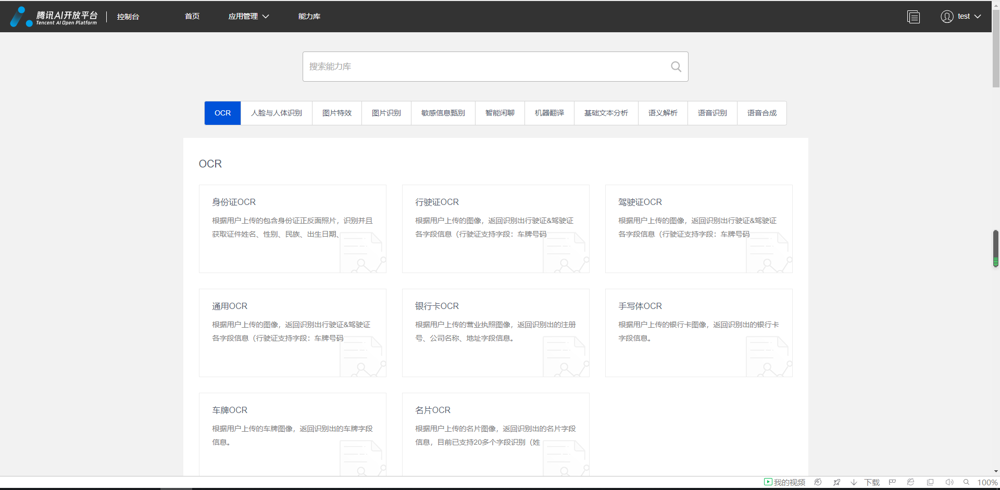 腾讯AI开放平台
Tencent AI Open Platform
控制台
首页
应用管理
能力库
test
搜索能力库
OCR
人脸与人体识别
图片特效
图片识别
敏感信息甄别
智能闲聊
机器翻译
基础文本分析
语义解析
语音识别
语音合成
OCR
身份证OCR
根据用户上传的包含身份证正反面照片，识别并且
获取证件姓名、性别、民族、出生日期、
行驶证OCR
根据用户上传的图像，返回识别出行驶证&驾驶证
各字段信息（行驶证支持字段：车牌号码
驾驶证OCR
根据用户上传的图像，返回识别出行驶证&驾驶证
各字段信息（行驶证支持字段：车牌号码
通用OCR
根据用户上传的图像，返回识别出行驶证&驾驶证
各字段信息（行驶证支持字段：车牌号码
银行卡OCR
根据用户上传的营业执照图像，返回识别出的注册
号、公司名称、地址字段信息。
手写体OCR
根据用户上传的银行卡图像，返回识别出的银行卡
字段信息。
车牌OCR
根据用户上传的车牌图像，返回识别出的车牌字段
信息。
名片OCR
根据用户上传的名片图像，返回识别出的名片字段
信息，目前已支持20多个字段识别（姓
我的视频
下载
100%